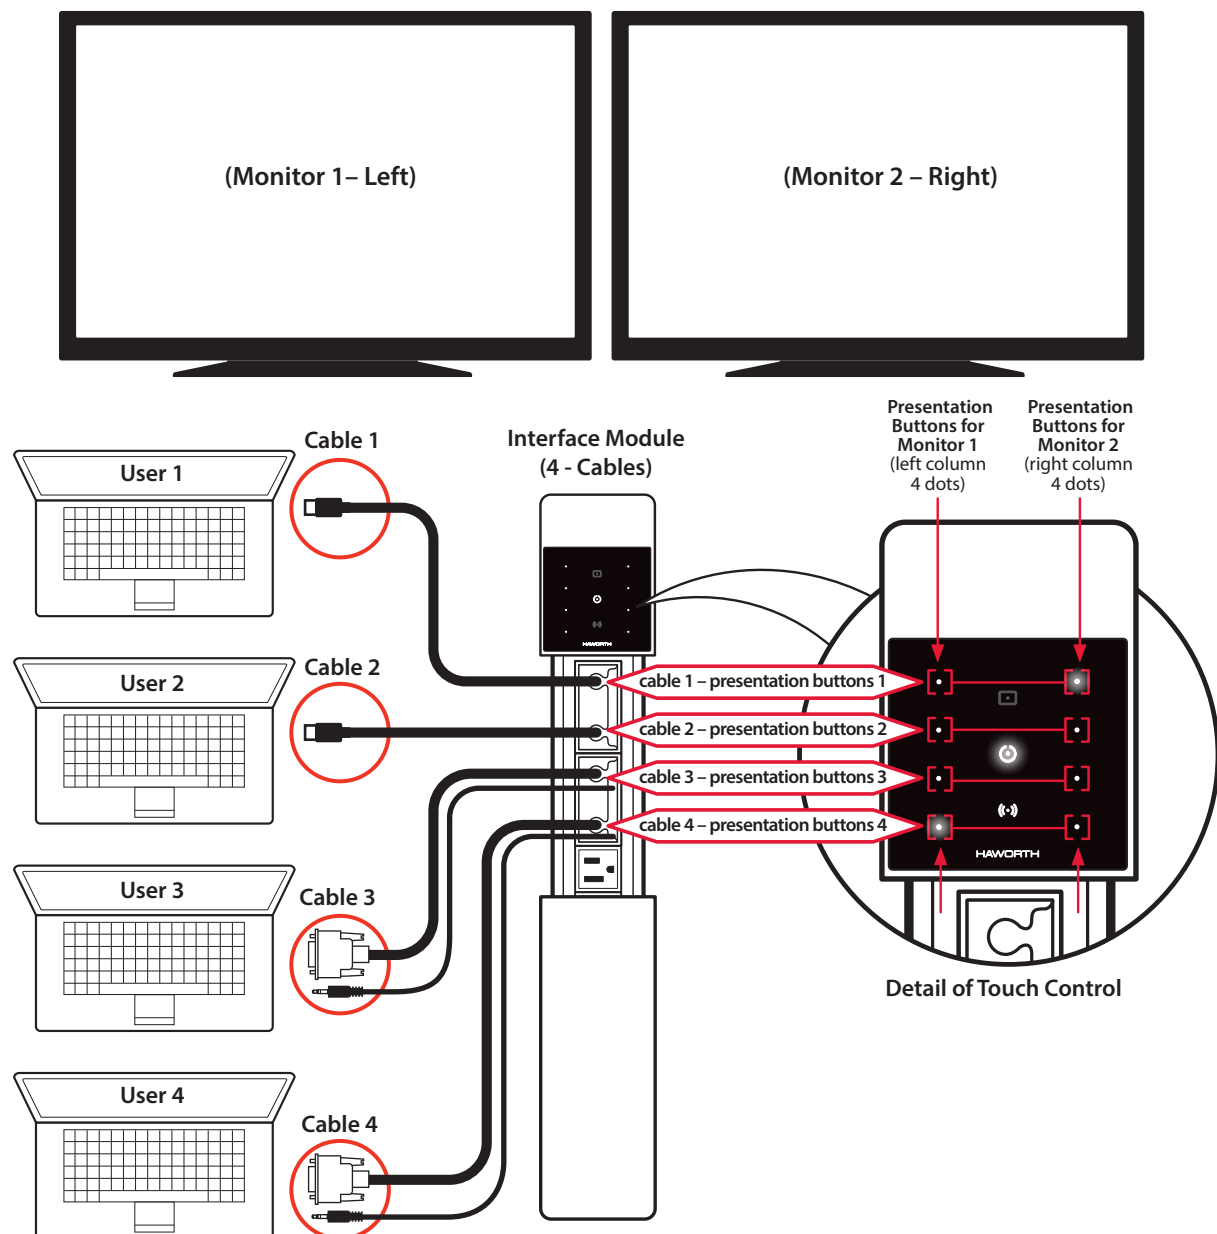 (Monitor 1– Left)
(Monitor 2 – Right)
Presentation
Buttons for
Monitor 1
(left column
4 dots)
Presentation
Buttons for
Monitor 2
(right column
4 dots)
Cable 1
Interface Module
(4 - Cables)
User 1
HAWORTH
Cable 2
User 2
cable 1 – presentation buttons 1
cable 2 – presentation buttons 2
cable 3 – presentation buttons 3
cable 4 – presentation buttons 4
HAWORTH
User 3
Cable 3
Detail of Touch Control
User 4
Cable 4